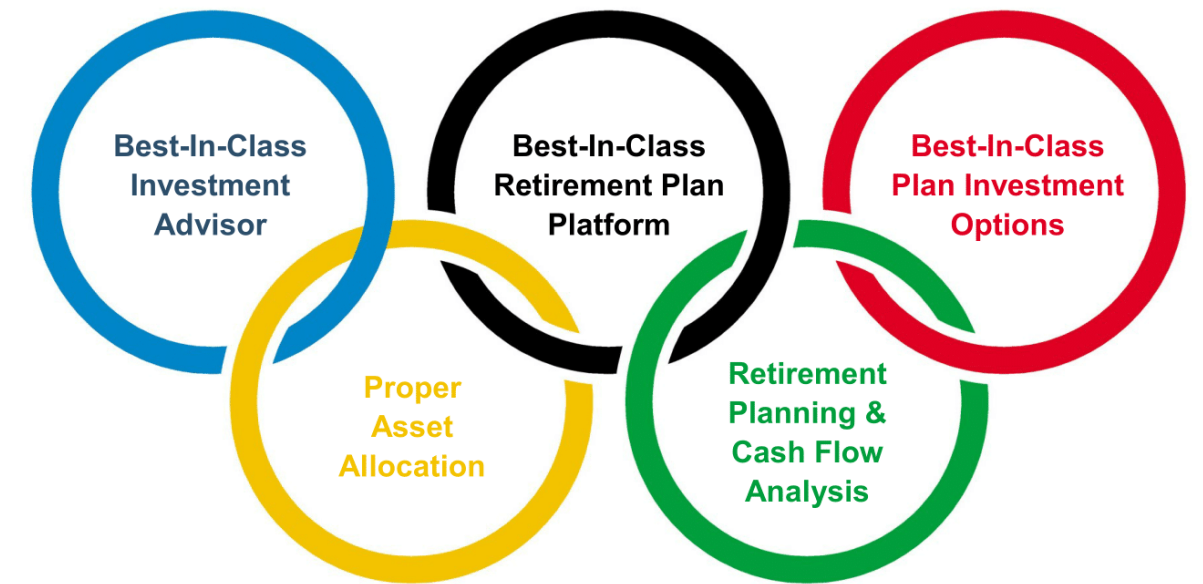 Best-In-Class
Investment
Advisor
Best-In-Class
Retirement Plan
Platform
Best-In-Class
Plan Investment
Options
Proper
Asset
Allocation
Retirement
Planning &
Cash Flow
Analysis